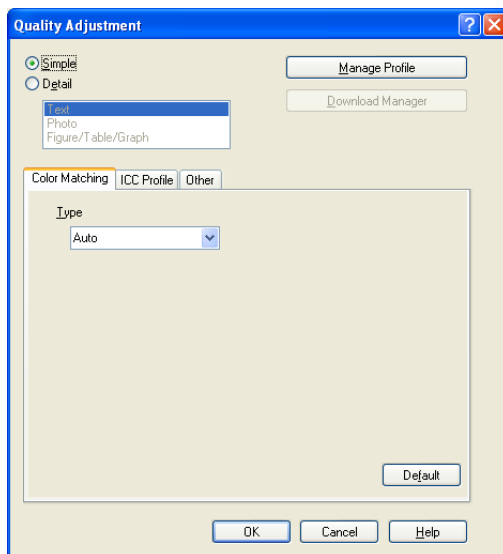 Quality Adjustment
Simple
Detail
Manage Profile
Download Manager
Text
Photo
Figure/Table/Graph
Color Matching ICC Profile Other
Type
Auto
Default
OK Cancel Help